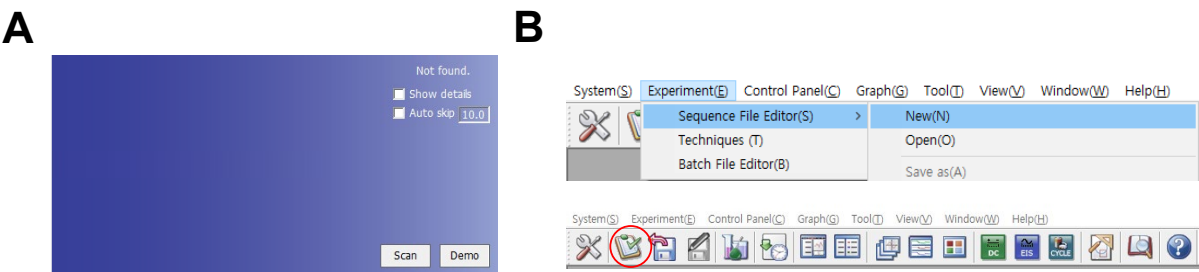 A
Not found.
Show details
Auto skip 10.0
Scan Demo
B
System(S) Experiment(E) Control Panel(C) Graph(G) Tool(T) View(V) Window(W) Help(H)
Sequence File Editor(S) > New(N)
Techniques (T) Open(O)
Batch File Editor(B) Save as(A)
System(S) Experiment(E) Control Panel(C) Graph(G) Tool(T) View(V) Window(W) Help(H)
DC EIS CYCLE ?